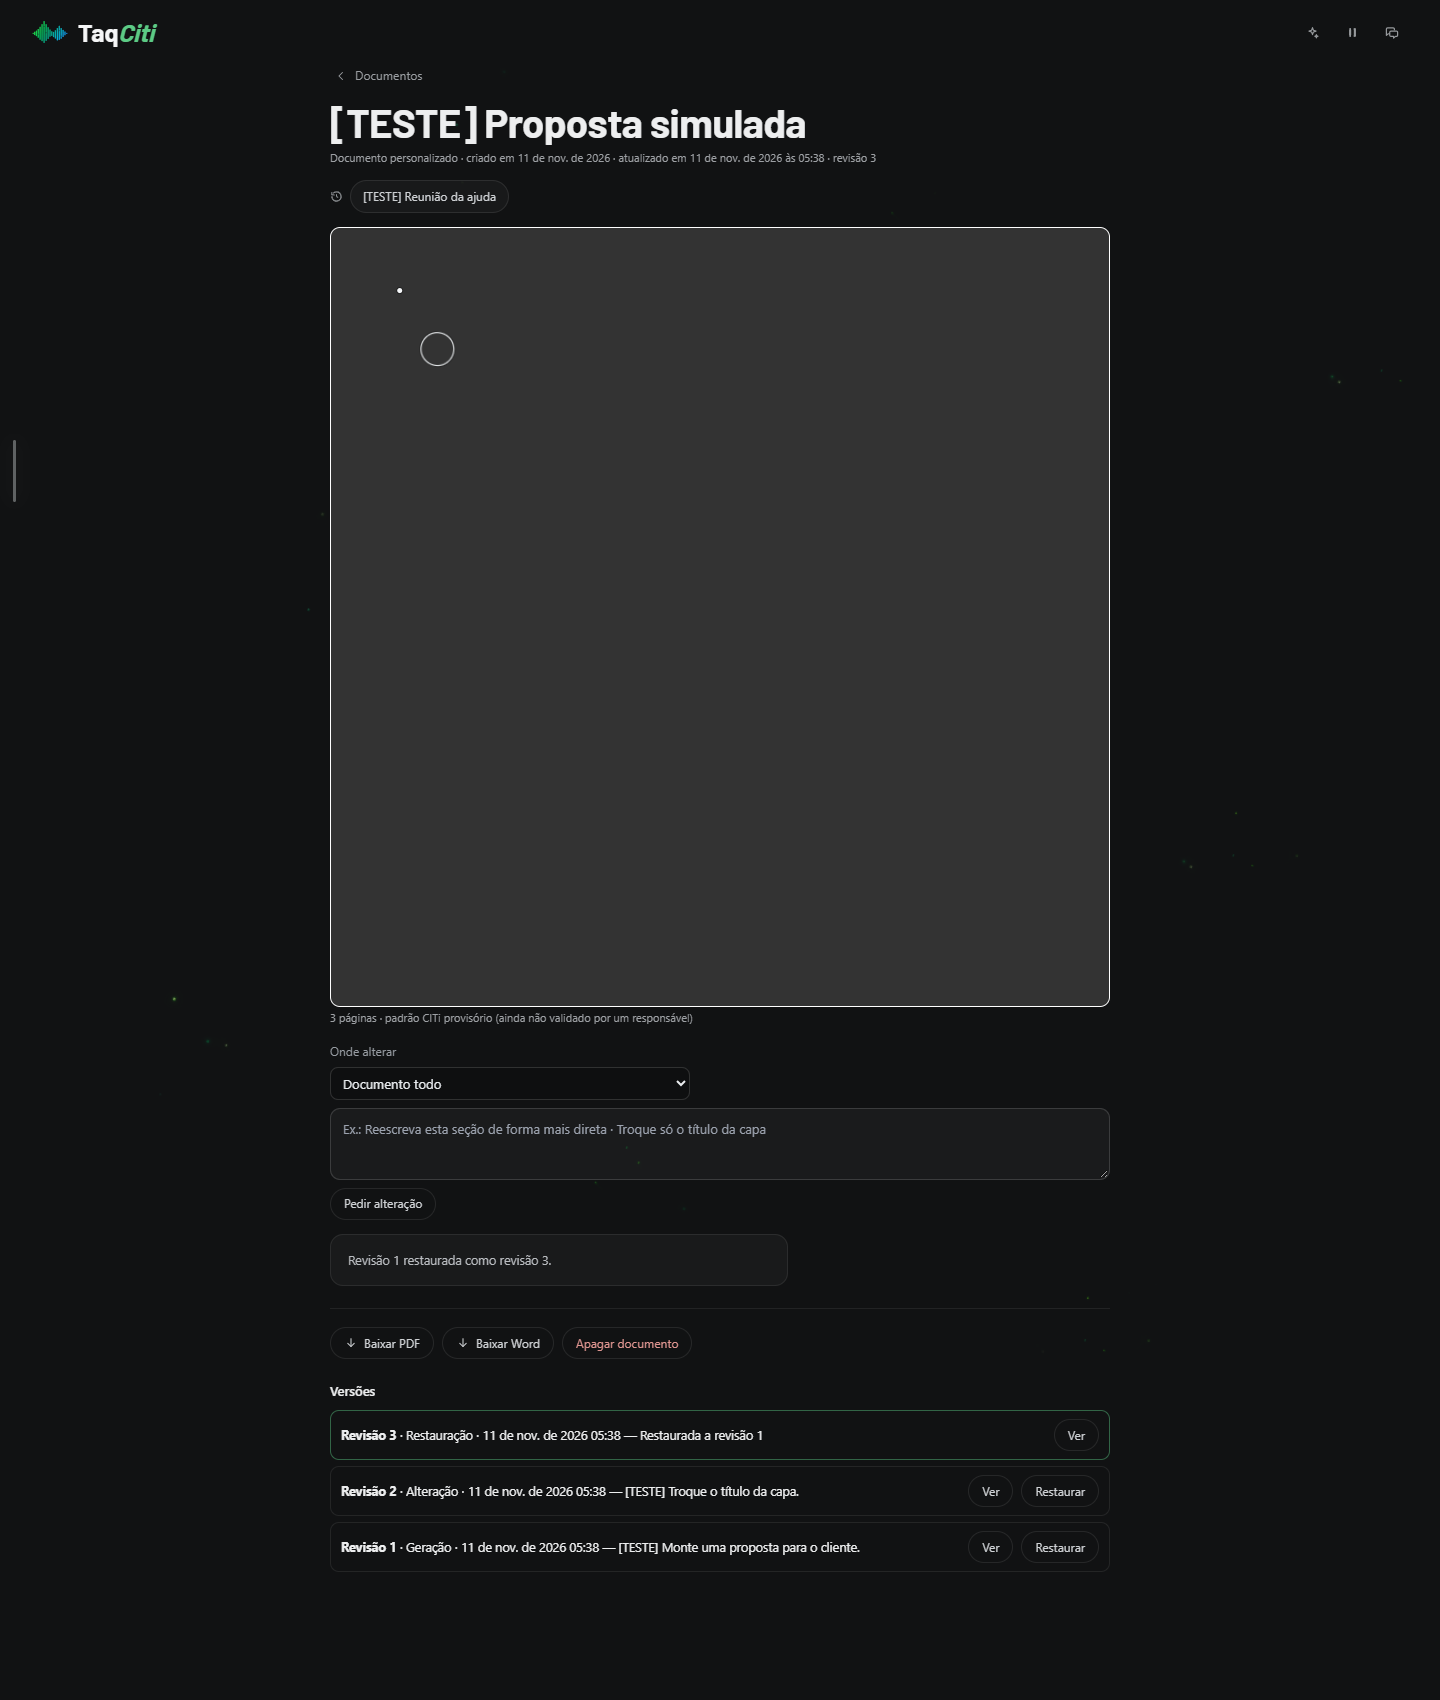 TaqCiti
Documentos
[TESTE] Proposta simulada
Documento personalizado · criado em 11 de nov. de 2026 · atualizado em 11 de nov. de 2026 às 05:38 · revisão 3
[TESTE] Reunião da ajuda
3 páginas · padrão CITi provisório (ainda não validado por um responsável)
Onde alterar
Documento todo
Ex.: Reescreva esta seção de forma mais direta · Troque só o título da capa
Pedir alteração
Revisão 1 restaurada como revisão 3.
Baixar PDF Baixar Word Apagar documento
Versões
Revisão 3 · Restauração · 11 de nov. de 2026 05:38 — Restaurada a revisão 1 Ver
Revisão 2 · Alteração · 11 de nov. de 2026 05:38 — [TESTE] Troque o título da capa. Ver Restaurar
Revisão 1 · Geração · 11 de nov. de 2026 05:38 — [TESTE] Monte uma proposta para o cliente. Ver Restaurar